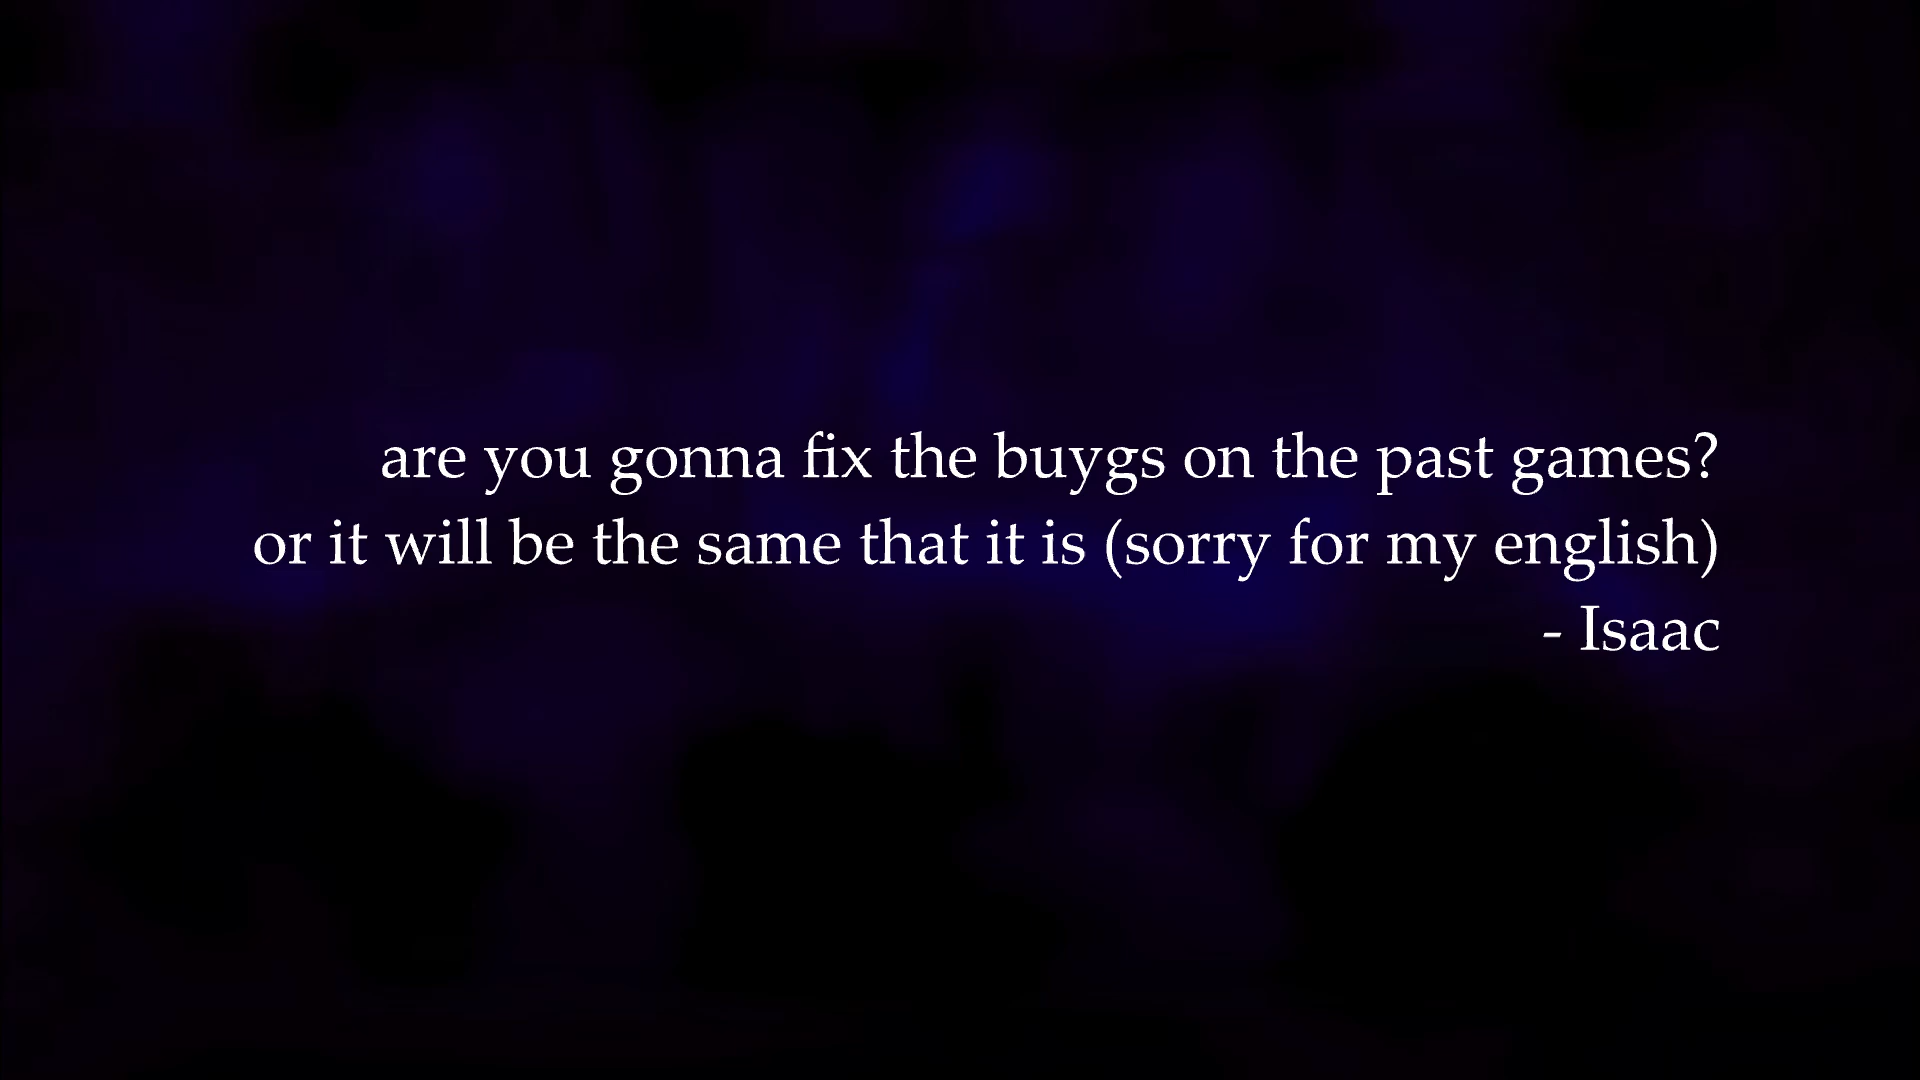 are you gonna fix the buygs on the past games?
or it will be the same that it is (sorry for my english)
- Isaac